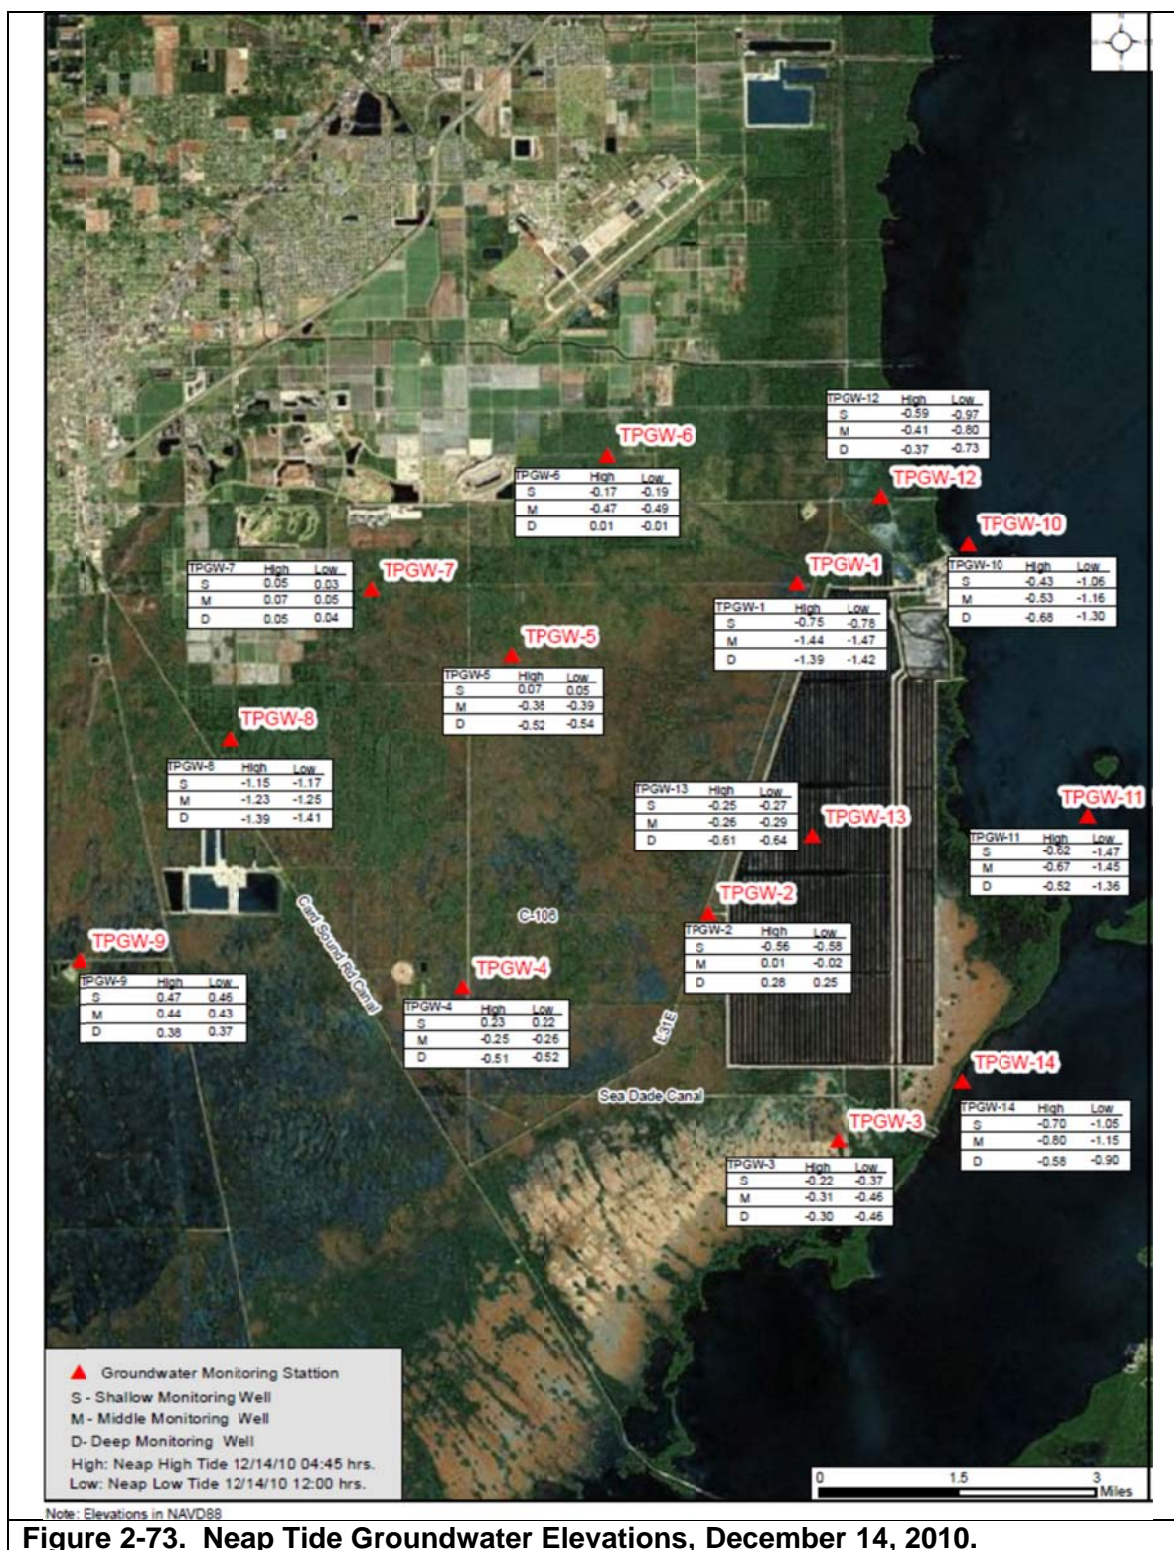 TPGW-12 High Low
S -0.59 -0.97
M -0.41 -0.80
D -0.37 -0.73
TPGW-6
TPGW-6 High Low
S -0.17 -0.19
M -0.47 -0.49
D 0.01 -0.01
TPGW-12
TPGW-10
TPGW-10 High Low
S -0.43 -1.06
M -0.53 -1.16
D -0.68 -1.30
TPGW-7 High Low
S 0.05 0.03
M 0.07 0.05
D 0.05 0.04
TPGW-7
TPGW-1
TPGW-1 High Low
S -0.75 -0.78
M -1.44 -1.47
D -1.39 -1.42
TPGW-5
TPGW-5 High Low
S 0.07 0.05
M -0.38 -0.39
D -0.52 -0.54
TPGW-8
TPGW-8 High Low
S -1.15 -1.17
M -1.23 -1.25
D -1.39 -1.41
TPGW-13 High Low
S -0.25 -0.27
M -0.26 -0.29
D -0.61 -0.64
TPGW-13
TPGW-11
TPGW-11 High Low
S -0.62 -1.47
M -0.67 -1.45
D -0.52 -1.36
TPGW-2
TPGW-2 High Low
S -0.56 -0.58
M 0.01 -0.02
D 0.28 0.25
C-106
Card Sound Rd Canal
TPGW-9
TPGW-9 High Low
S 0.47 0.46
M 0.44 0.43
D 0.38 0.37
TPGW-4
TPGW-4 High Low
S 0.23 0.22
M -0.25 -026
D -0.51 -052
L31E
Sea Dade Canal
TPGW-14
TPGW-14 High Low
S -0.70 -1.05
M -0.80 -1.15
D -0.58 -0.90
TPGW-3
TPGW-3 High Low
S -0.22 -0.37
M -0.31 -0.46
D -0.30 -0.46
Groundwater Monitoring Stattion
S - Shallow Monitoring Well
M - Middle Monitoring Well
D- Deep Monitoring Well
High: Neap High Tide 12/14/10 04:45 hrs.
Low: Neap Low Tide 12/14/10 12:00 hrs.
0 1.5 3
Miles
Note: Elevations in NAVD88
Figure 2-73. Neap Tide Groundwater Elevations, December 14, 2010.